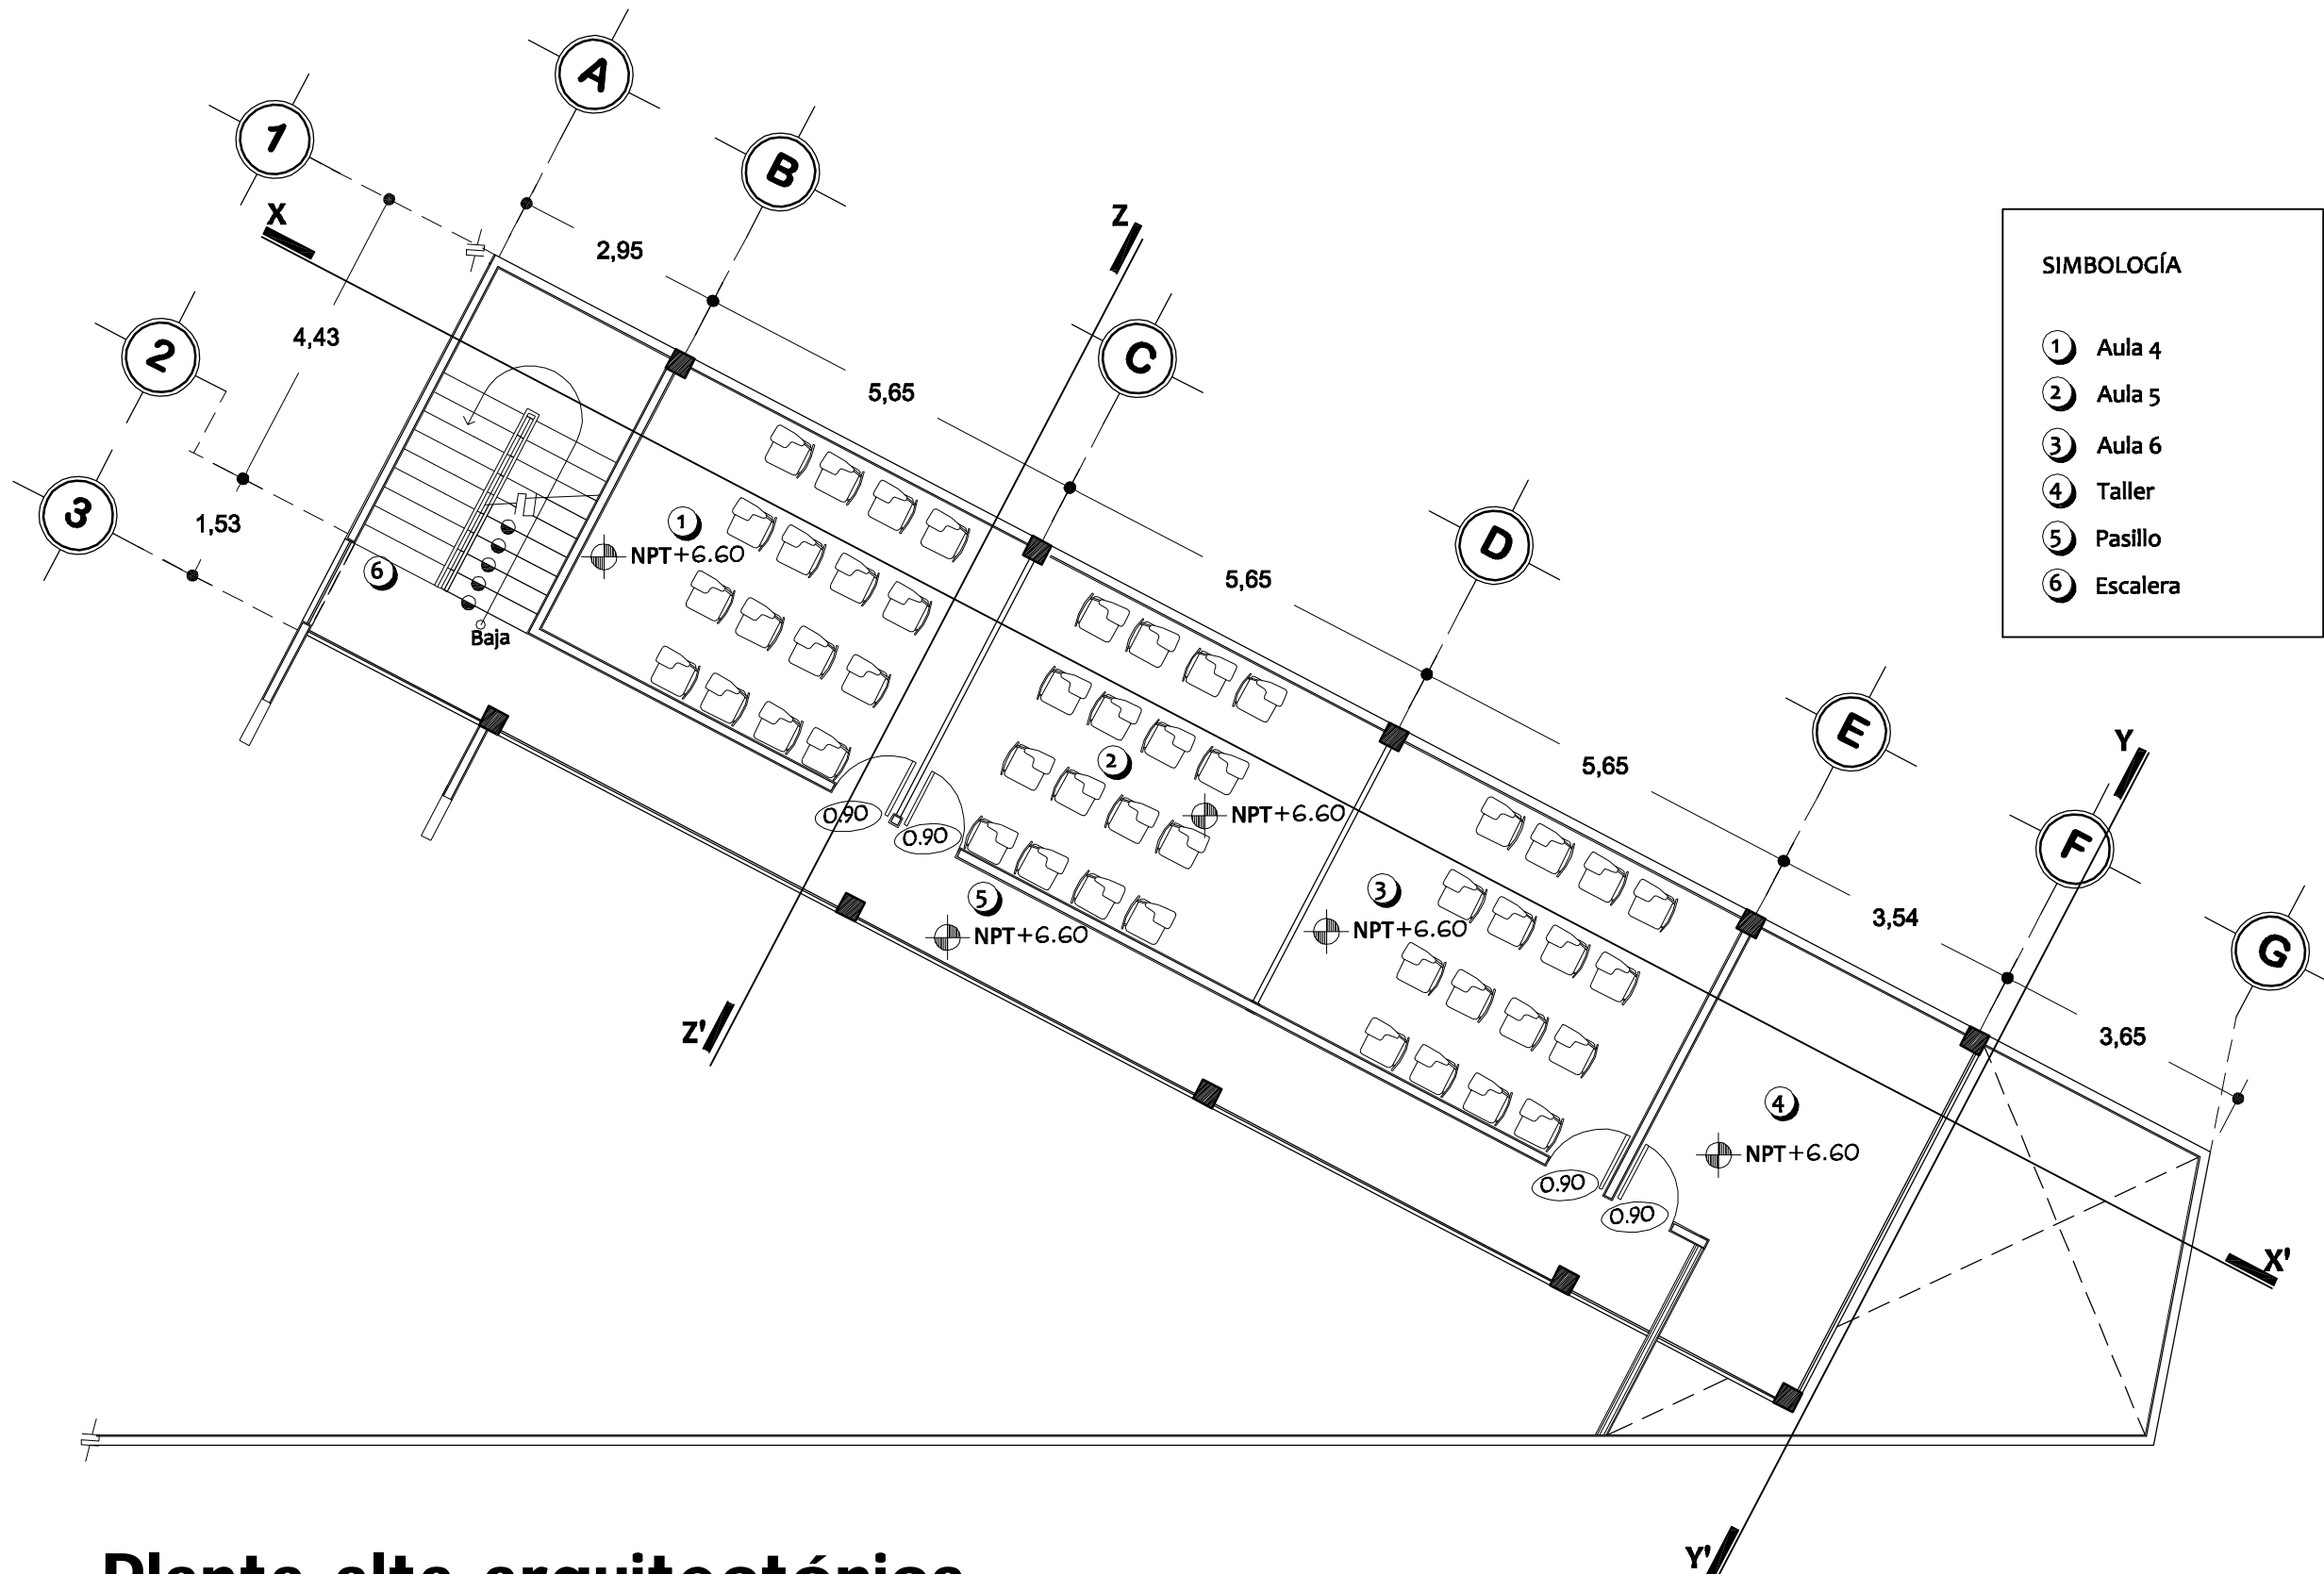 A
1
B
X
Z
2,95
SIMBOLOGÍA
4,43
2
C
1 Aula 4
5,65
2 Aula 5
3 Aula 6
4 Taller
3
1,53
1
D
5 Pasillo
NPT+6.60
6
5,65
6 Escalera
Baja
E
Y
2
5,65
0.90
NPT+6.60
0.90
F
3
5
3,54
NPT+6.60
NPT+6.60
G
Z'
3,65
4
NPT+6.60
0.90
0.90
X'
Y'
Planta alta arquitectónica